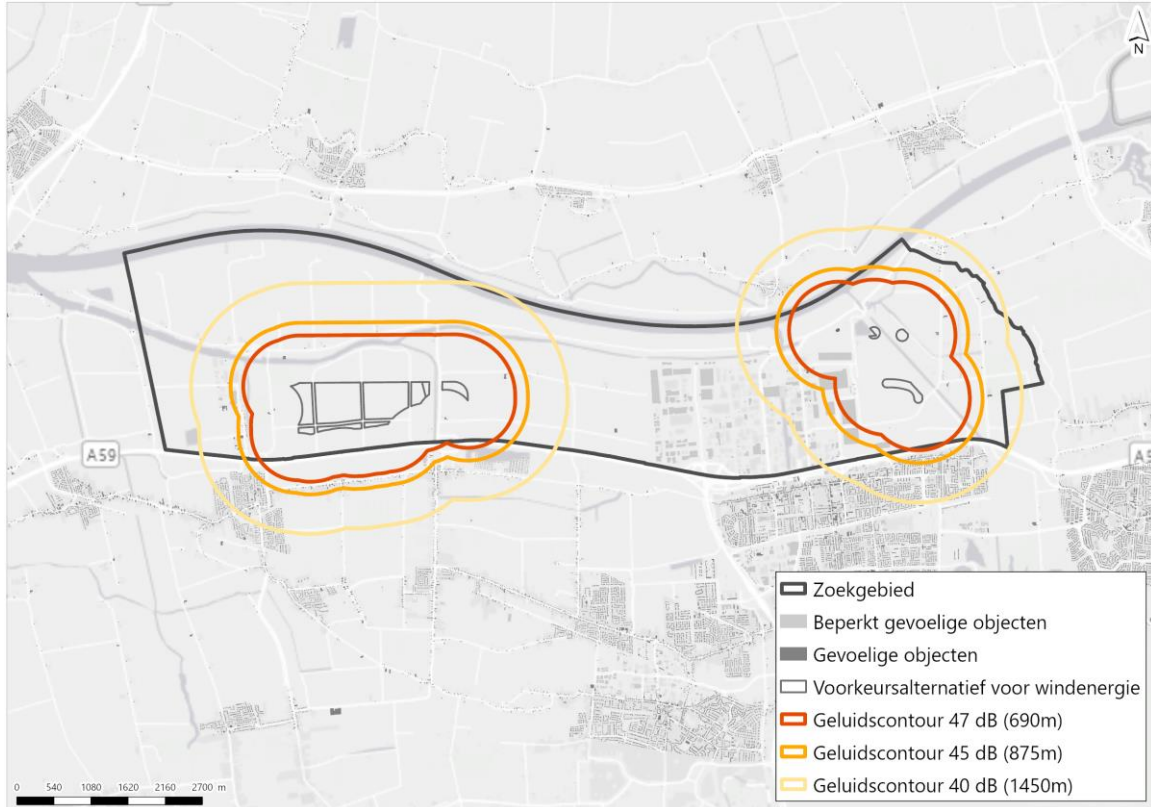 N
A59
A5
Zoekgebied
Beperkt gevoelige objecten
Gevoelige objecten
Voorkeursalternatief voor windenergie
Geluidscontour 47 dB (690m)
Geluidscontour 45 dB (875m)
Geluidscontour 40 dB (1450m)
0 540 1080 1620 2160 2700 m